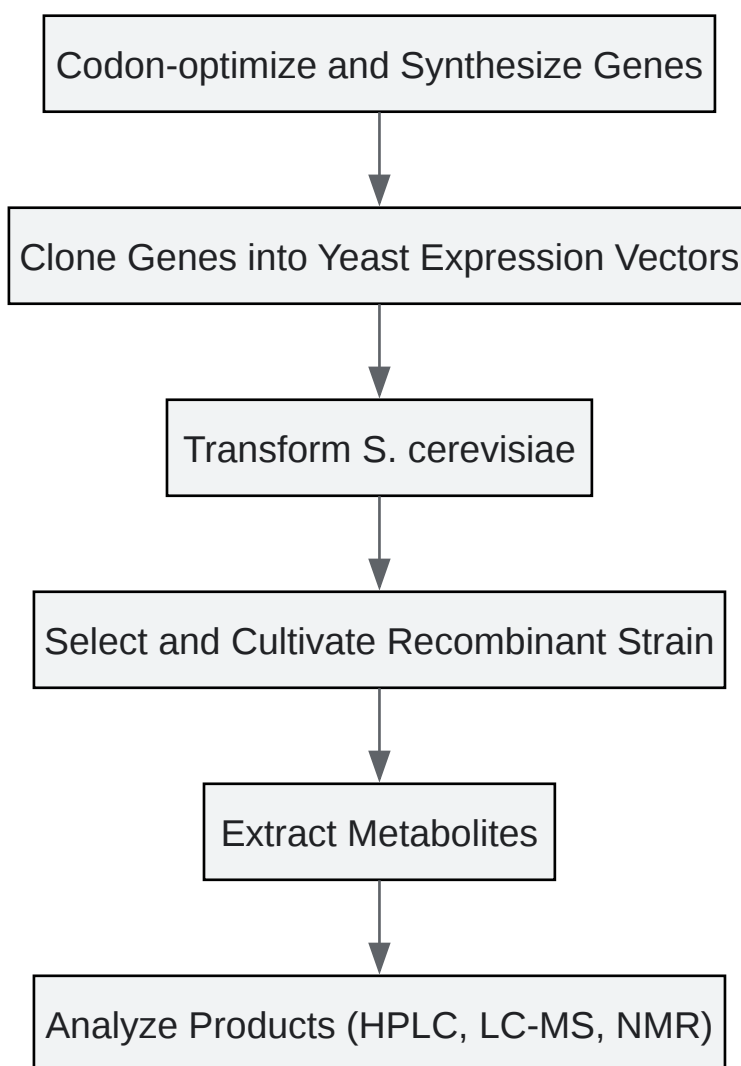 Codon-optimize and Synthesize Genes
Clone Genes into Yeast Expression Vectors
Transform S. cerevisiae
Select and Cultivate Recombinant Strain
Extract Metabolites
Analyze Products (HPLC, LC-MS, NMR)